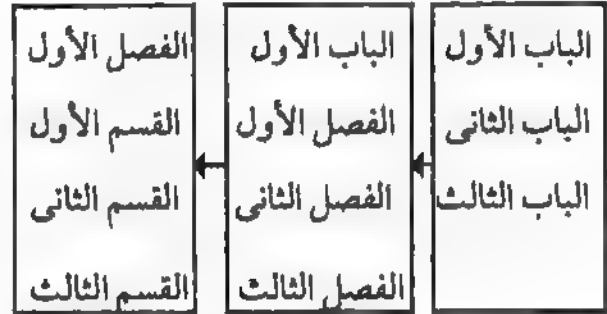 الباب الأول
الباب الثانى
الباب الثالث
الباب الأول
الفصل الأول
الفصل الثانى
الفصل الثالث
الفصل الأول
القسم الأول
القسم الثانى
القسم الثالث